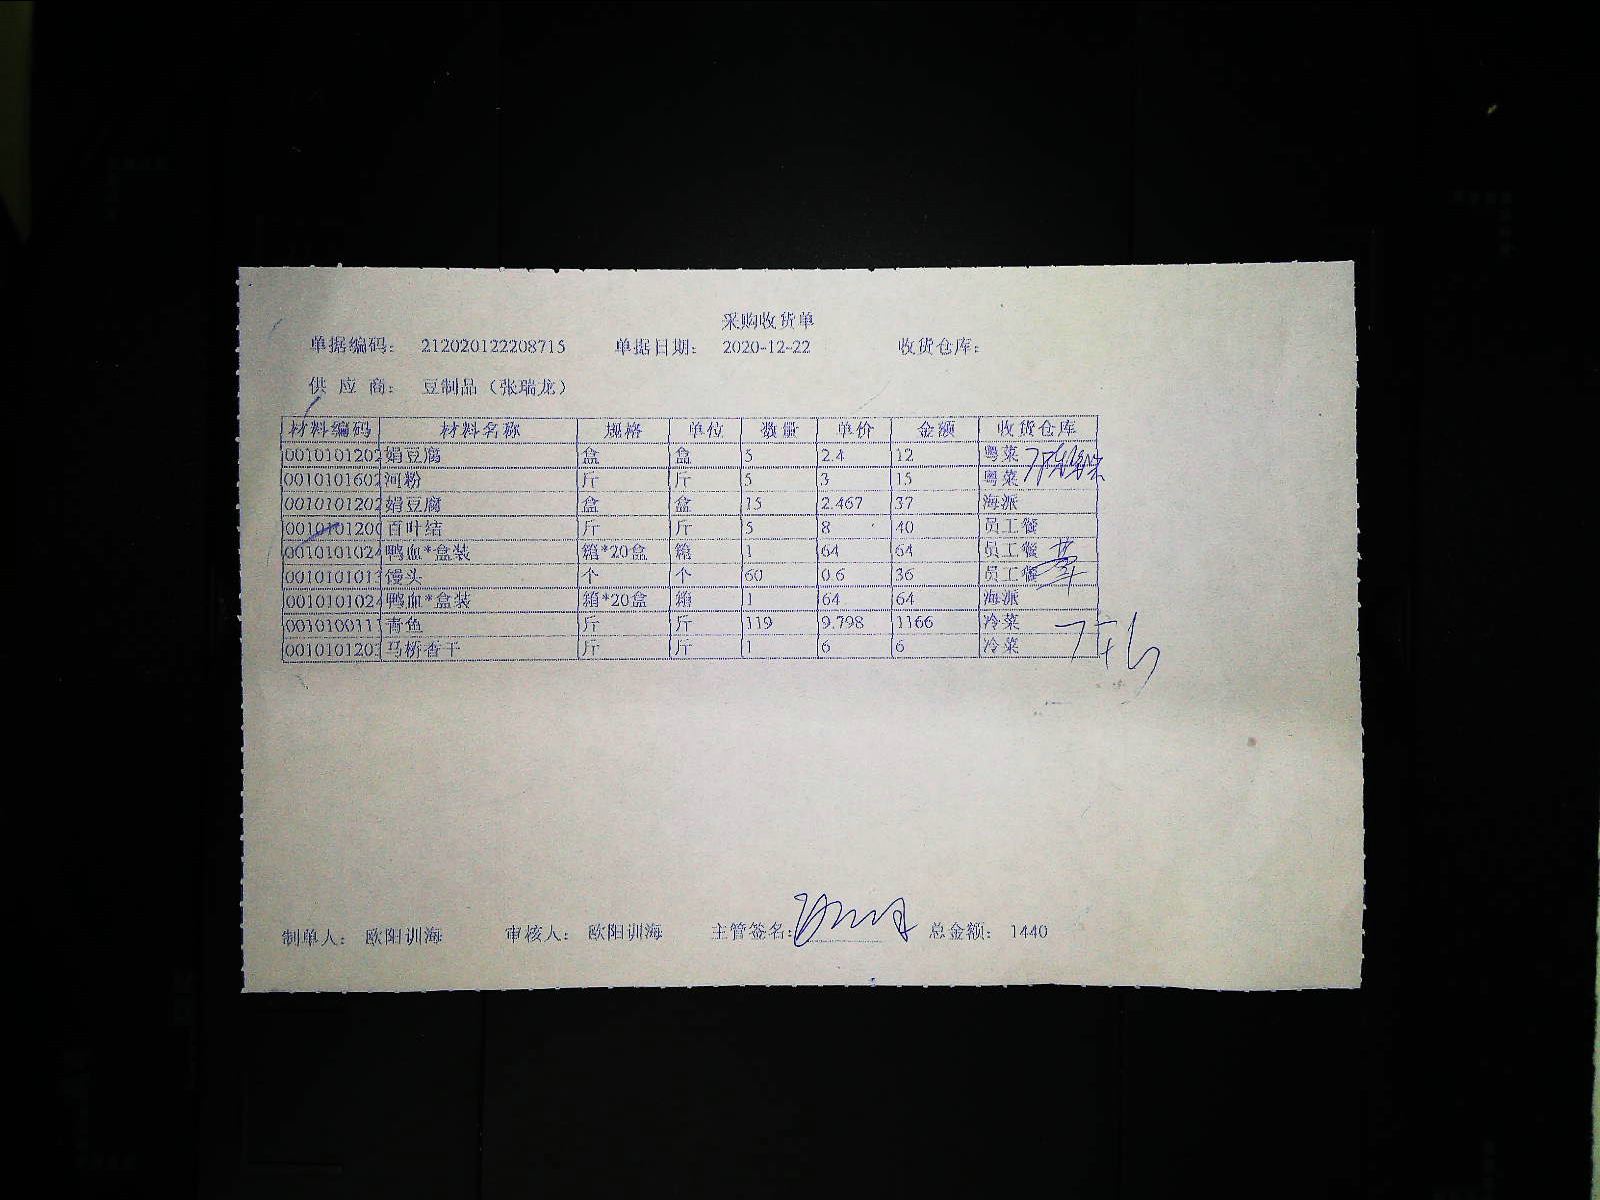 采购收货单
单据编码： 212020122208715 单据日期： 2020-12-22 收货仓库：
供 应 商： 豆制品（张瑞龙）
材料编码 材料名称 规格 单位 数量 单价 金额 收货仓库
0010101202 娟豆腐 盒 盒 5 2.4 12 粤菜
0010101602 河粉 斤 斤 5 3 15 粤菜
0010101202 娟豆腐 盒 盒 15 2.467 37 海派
0010101200 百叶结 斤 斤 5 8 40 员工餐
0010101024 鸭血*盒装 箱*20盒 箱 1 64 64 员工餐
0010101013 馒头 个 个 60 0.6 36 员工餐
0010101024 鸭血*盒装 箱*20盒 箱 1 64 64 海派
0010100311 青鱼 斤 斤 119 9.798 1166 冷菜
0010101203 马桥香干 斤 斤 1 6 6 冷菜
制单人： 欧阳训海 审核人： 欧阳训海 主管签名： 总金额： 1440